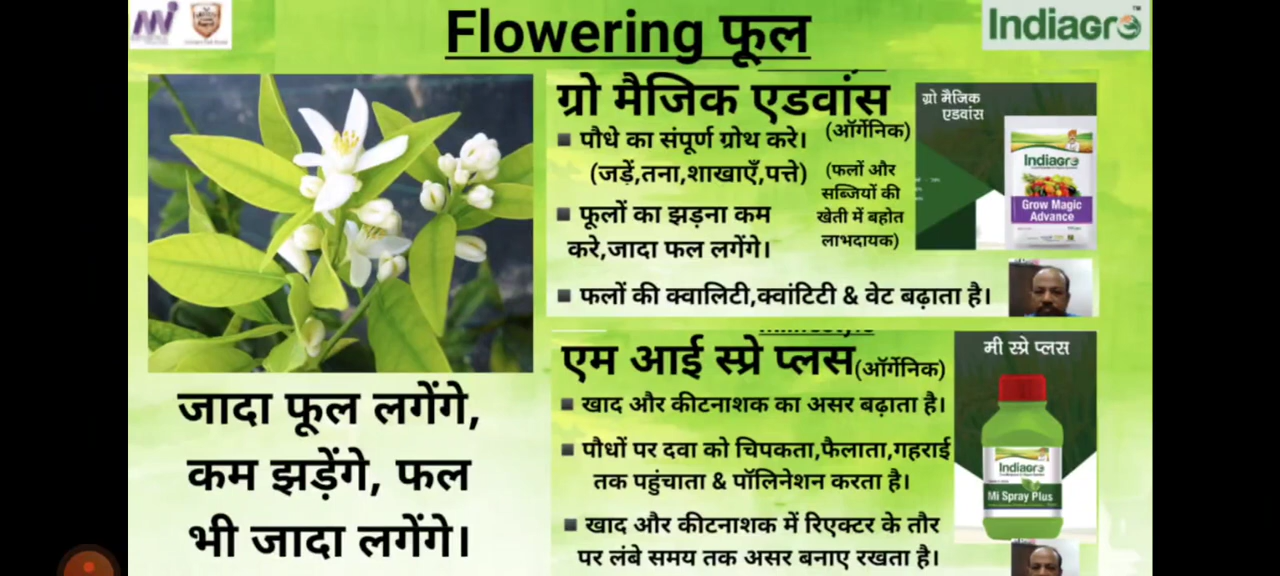 Flowering फूल
Indiagro
TM
ग्रो मैजिक एडवांस
(ऑर्गेनिक)
पौधे का संपूर्ण ग्रोथ करे।
(जड़ें,तना,शाखाएँ,पत्ते)
(फलों और
सब्जियों की
खेती में बहोत
लाभदायक)
फूलों का झड़ना कम
करे,जादा फल लगेंगे।
फलों की क्वालिटी,क्वांटिटी & वेट बढ़ाता है।
ग्रो मैजिक
एडवांस
Indiagro
Grow Magic
Advance
एम आई स्प्रे प्लस(ऑर्गेनिक)
खाद और कीटनाशक का असर बढ़ाता है।
पौधों पर दवा को चिपकता,फैलाता,गहराई
तक पहुंचाता & पॉलिनेशन करता है।
खाद और कीटनाशक में रिएक्टर के तौर
पर लंबे समय तक असर बनाए रखता है।
मी स्प्रे प्लस
Indiagro
Mi Spray Plus
जादा फूल लगेंगे,
कम झड़ेंगे, फल
भी जादा लगेंगे।